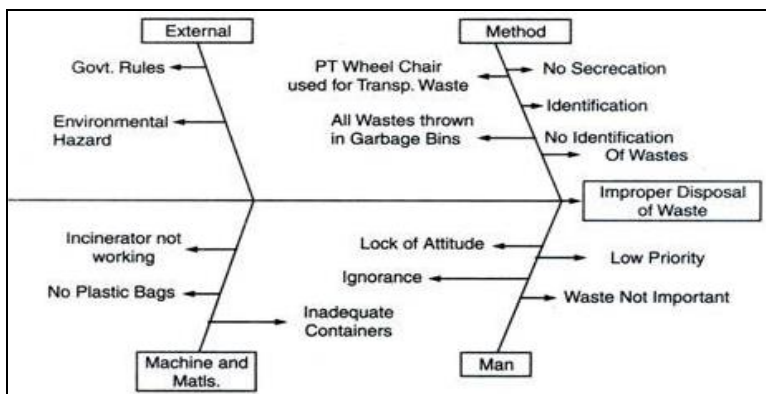 External
Method
Govt. Rules
PT Wheel Chair
used for Transp. Waste
No Secrecation
Environmental
Hazard
Identification
All Wastes thrown
in Garbage Bins
No Identification
Of Wastes
Improper Disposal
of Waste
Incinerator not
working
Lock of Attitude
Low Priority
No Plastic Bags
Ignorance
Waste Not Important
Inadequate
Containers
Machine and
Matls.
Man